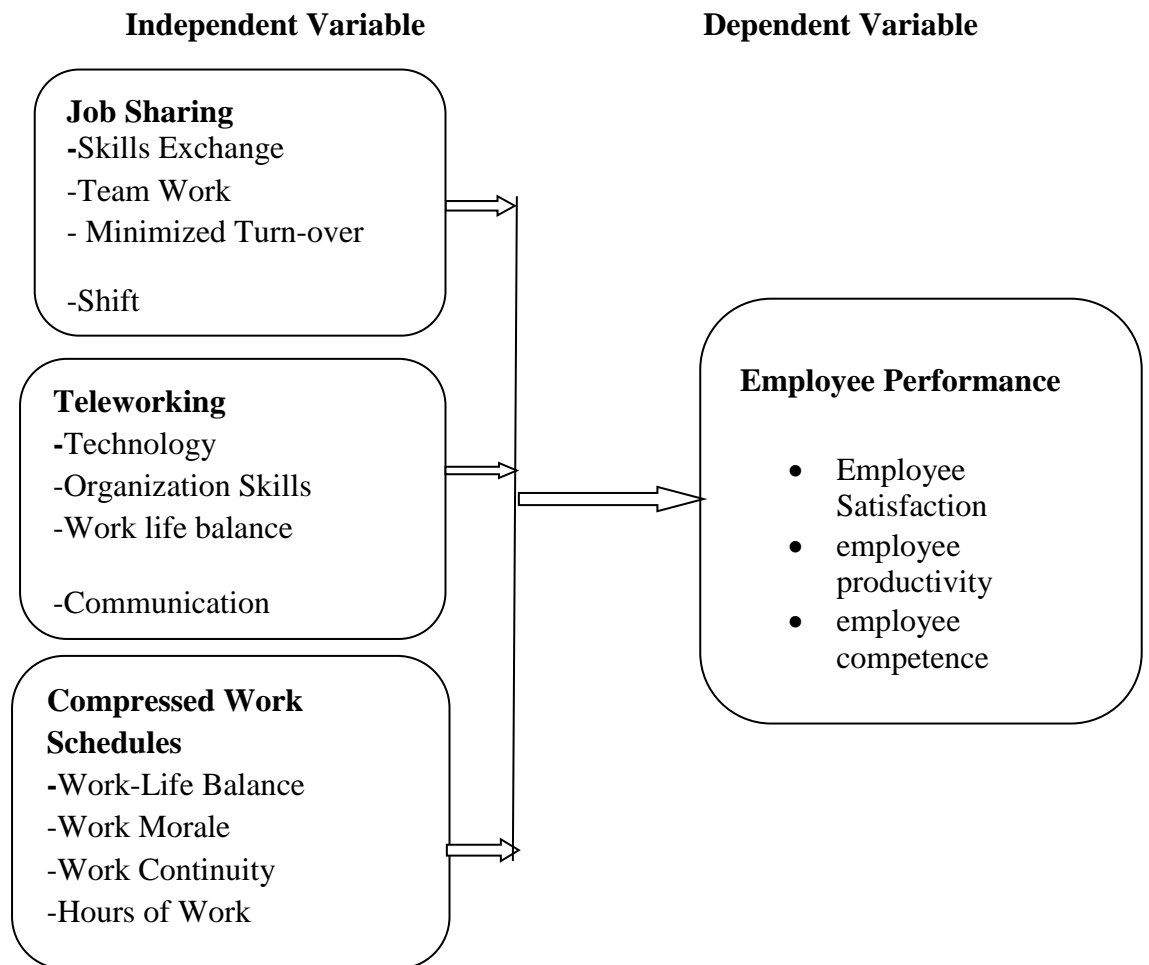 Independent Variable
Dependent Variable
Job Sharing
-Skills Exchange
-Team Work
- Minimized Turn-over
-Shift
Teleworking
-Technology
-Organization Skills
-Work life balance
-Communication
Compressed Work
Schedules
-Work-Life Balance
-Work Morale
-Work Continuity
-Hours of Work
Employee Performance
• Employee
Satisfaction
• employee
productivity
• employee
competence